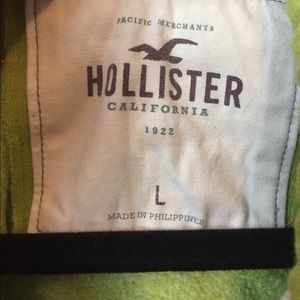 PACIFIC MERCHANTS
HOLLISTER
CALIFORNIA
1922
L
MADE IN PHILIPPINES